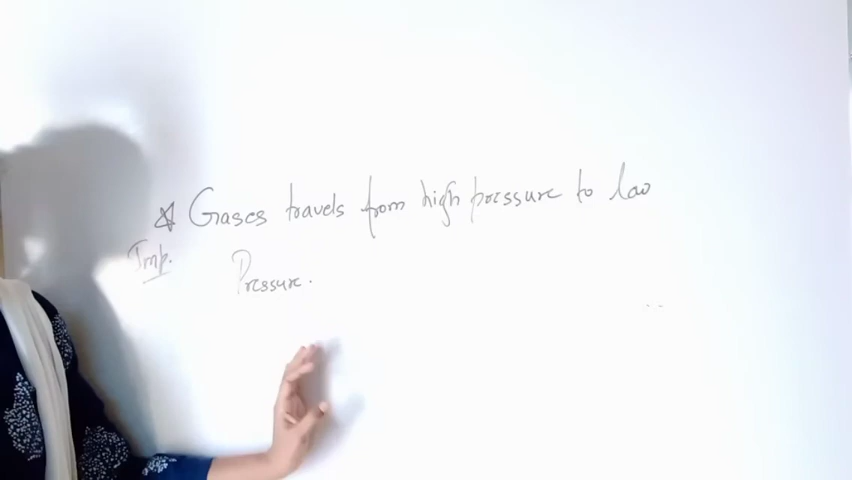 ☆ Gases travels from high pressure to low
Imp.
Pressure.